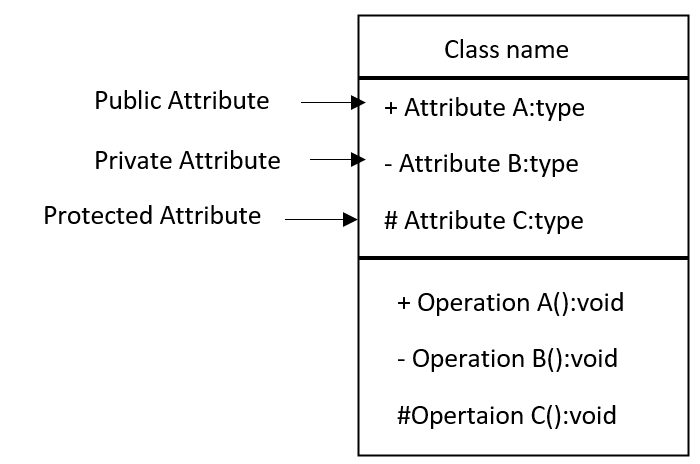 Class name
Public Attribute
+ Attribute A:type
Private Attribute
- Attribute B:type
Protected Attribute
# Attribute C:type
+ Operation A():void
- Operation B():void
#Opertaion C():void